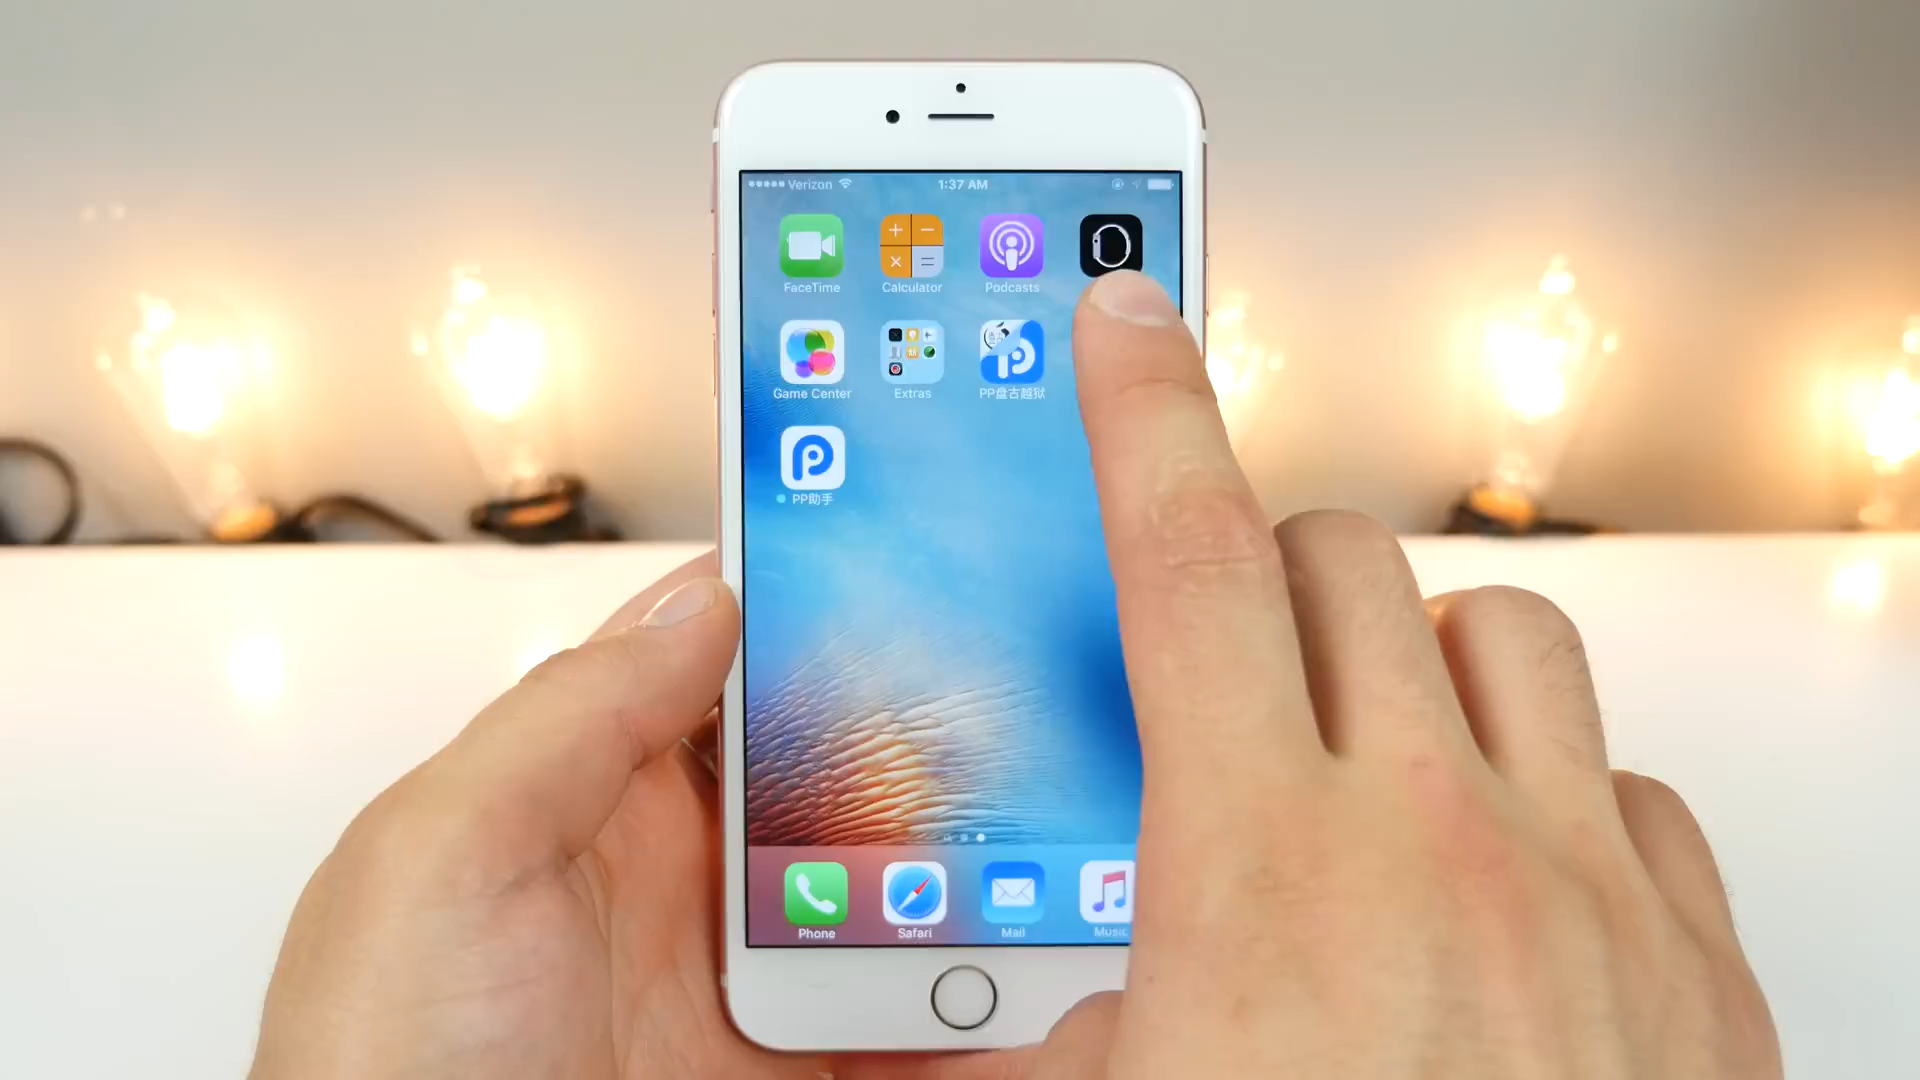 Verizon 1:37 AM
FaceTime Calculator Podcasts
Game Center Extras PP盘古越狱
PP助手
Phone Safari Mail Music